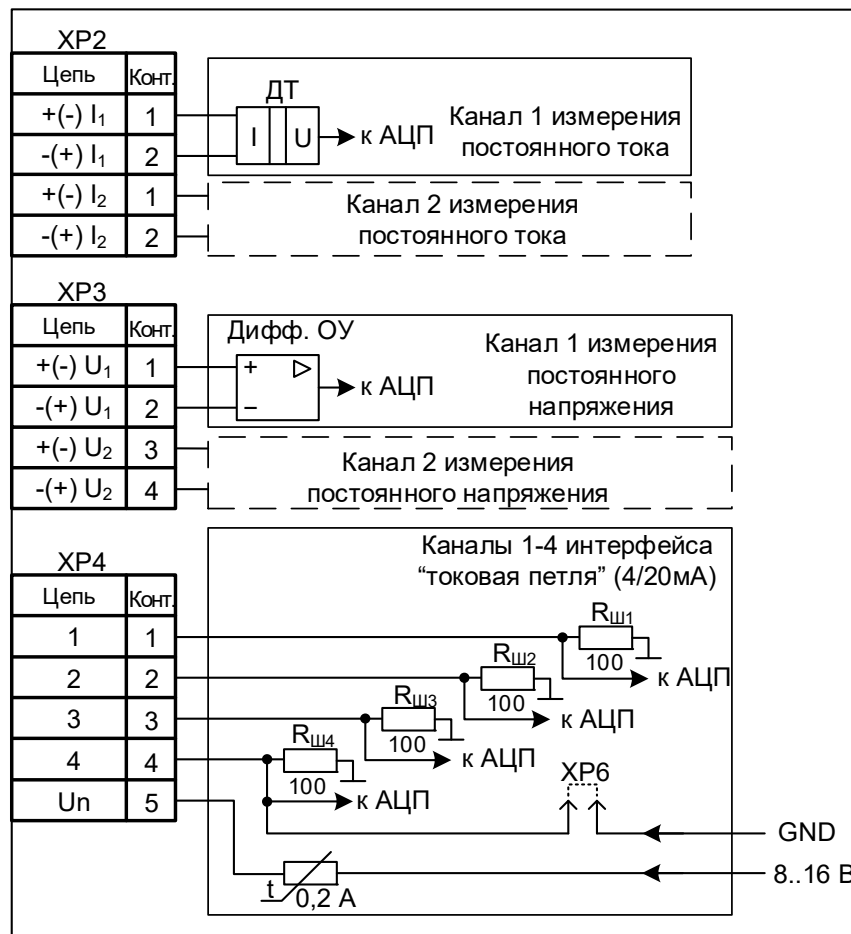 XP2
Цепь Конт.
+(-) I₁ 1
-(+) I₁ 2
+(-) I₂ 1
-(+) I₂ 2
ДТ
I U
к АЦП
Канал 1 измерения
постоянного тока
Канал 2 измерения
постоянного тока
XP3
Цепь Конт.
+(-) U₁ 1
-(+) U₁ 2
+(-) U₂ 3
-(+) U₂ 4
Дифф. ОУ
+
−
к АЦП
Канал 1 измерения
постоянного
напряжения
Канал 2 измерения
постоянного напряжения
XP4
Цепь Конт.
1 1
2 2
3 3
4 4
Un 5
Каналы 1-4 интерфейса
“токовая петля” (4/20мА)
RШ1
100
к АЦП
RШ2
100
к АЦП
RШ3
100
к АЦП
RШ4
100
к АЦП
XP6
GND
8..16 В
t
0,2 А